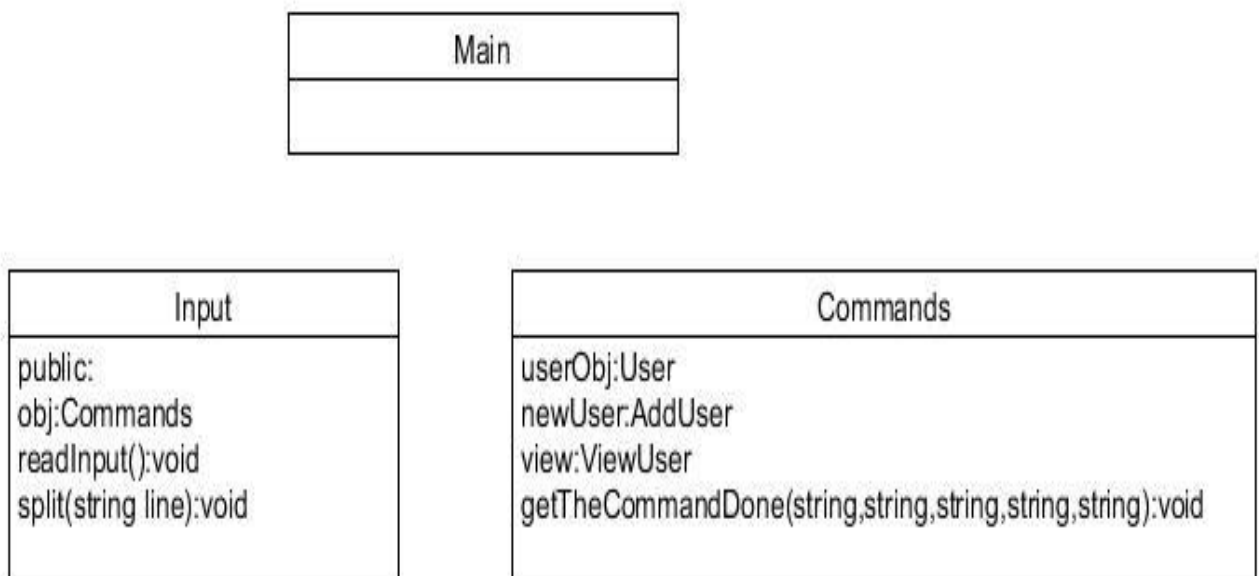 Main
Input
public:
obj:Commands
readInput():void
split(string line):void
Commands
userObj:User
newUser:AddUser
view:ViewUser
getTheCommandDone(string,string,string,string,string):void